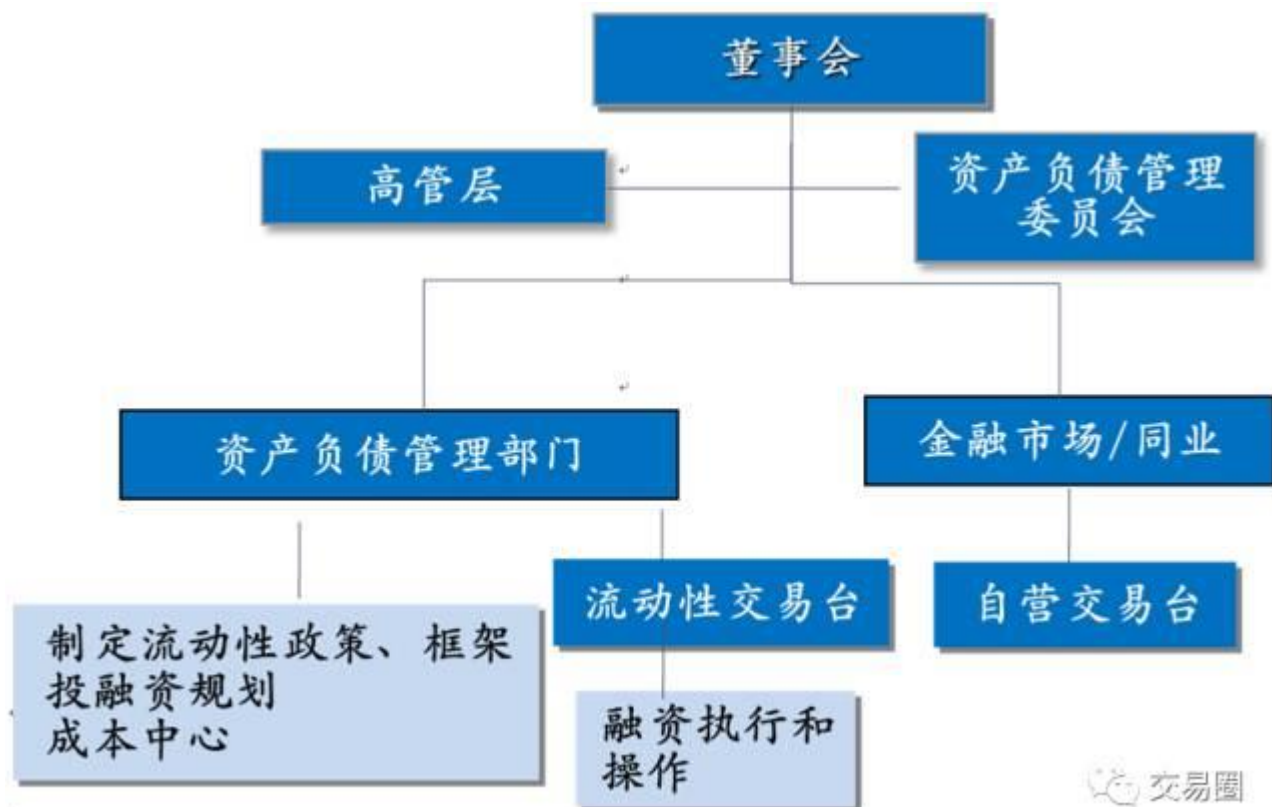 董事会
高管层
资产负债管理
委员会
资产负债管理部门
金融市场/同业
流动性交易台
自营交易台
制定流动性政策、框架
投融资规划
成本中心
融资执行和
操作
交易圈